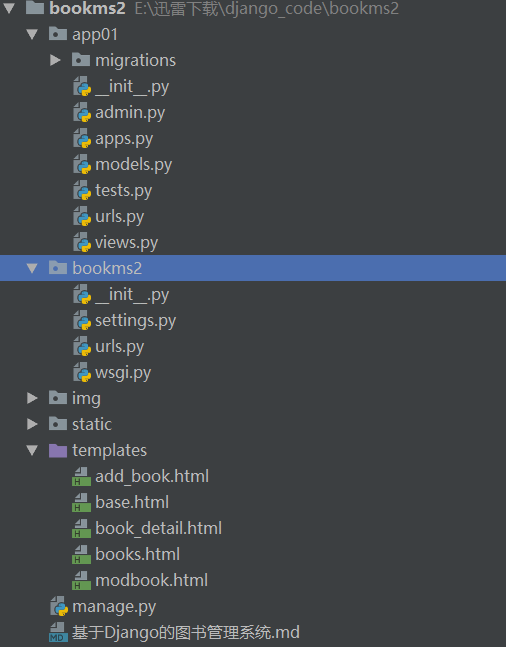 bookms2 E:\迅雷下载\django_code\bookms2
app01
migrations
__init__.py
admin.py
apps.py
models.py
tests.py
urls.py
views.py
bookms2
__init__.py
settings.py
urls.py
wsgi.py
img
static
templates
add_book.html
base.html
book_detail.html
books.html
modbook.html
manage.py
基于Django的图书管理系统.md